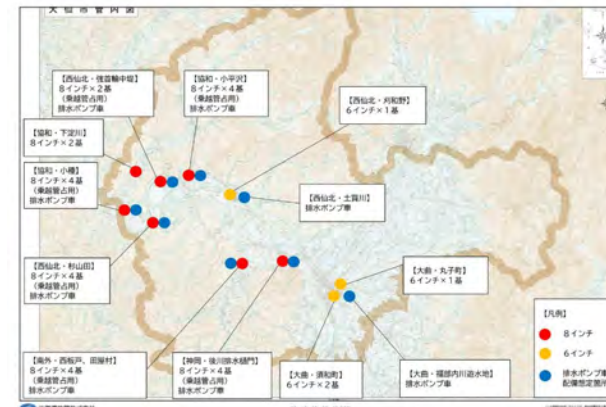 大仙市管内図
【西仙北・強首輪中堤】
8インチ×2基
(乗越管占用)
排水ポンプ車
【協和・小平沢】
8インチ×4基
(乗越管占用)
排水ポンプ車
【西仙北・刈和野】
6インチ×1基
【協和・下淀川】
8インチ×2基
【協和・小種】
8インチ×4基
(乗越管占用)
排水ポンプ車
【西仙北・土買川】
排水ポンプ車
【西仙北・杉山田】
8インチ×4基
(乗越管占用)
排水ポンプ車
【大曲・丸子町】
6インチ×1基
【凡例】
8インチ
6インチ
排水ポンプ車
配備想定箇所
【南外・西板戸、田屋村】
8インチ×4基
(乗越管占用)
排水ポンプ車
【神岡・後川排水樋門】
8インチ×4基
(乗越管占用)
排水ポンプ車
【大曲・須和町】
6インチ×2基
【大曲・福部内川遊水地】
排水ポンプ車